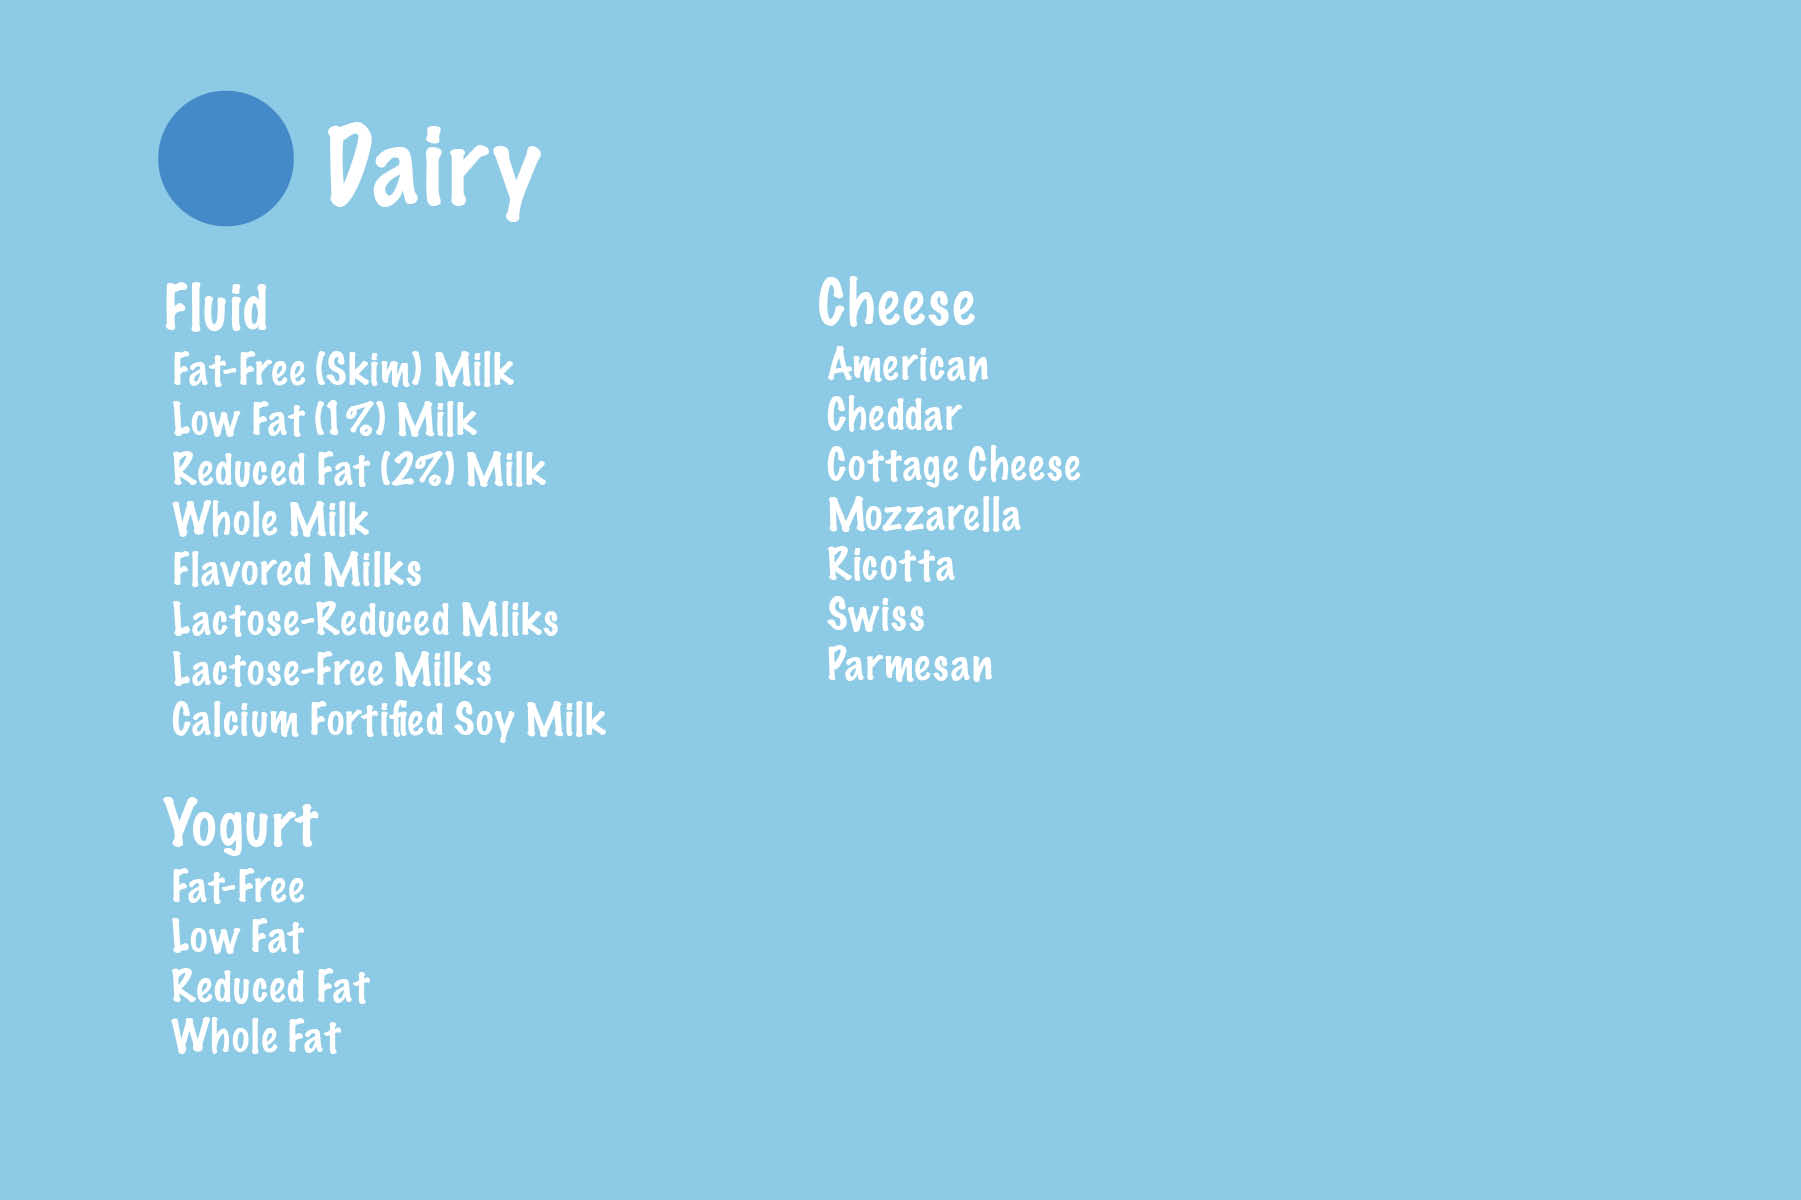 Dairy
Fluid
Fat-Free (Skim) Milk
Low Fat (1%) Milk
Reduced Fat (2%) Milk
Whole Milk
Flavored Milks
Lactose-Reduced Mliks
Lactose-Free Milks
Calcium Fortified Soy Milk
Yogurt
Fat-Free
Low Fat
Reduced Fat
Whole Fat
Cheese
American
Cheddar
Cottage Cheese
Mozzarella
Ricotta
Swiss
Parmesan